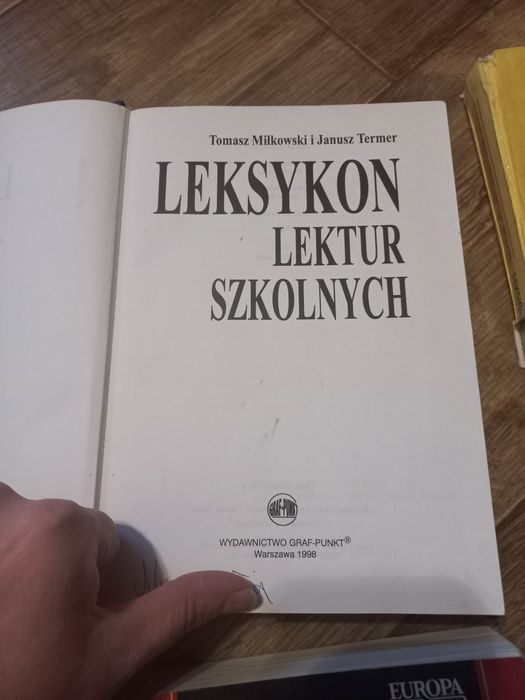 Tomasz Miłkowski i Janusz Termer
LEKSYKON
LEKTUR
SZKOLNYCH
GRAF-PUNKT
WYDAWNICTWO GRAF-PUNKT®
Warszawa 1998
EUROPA